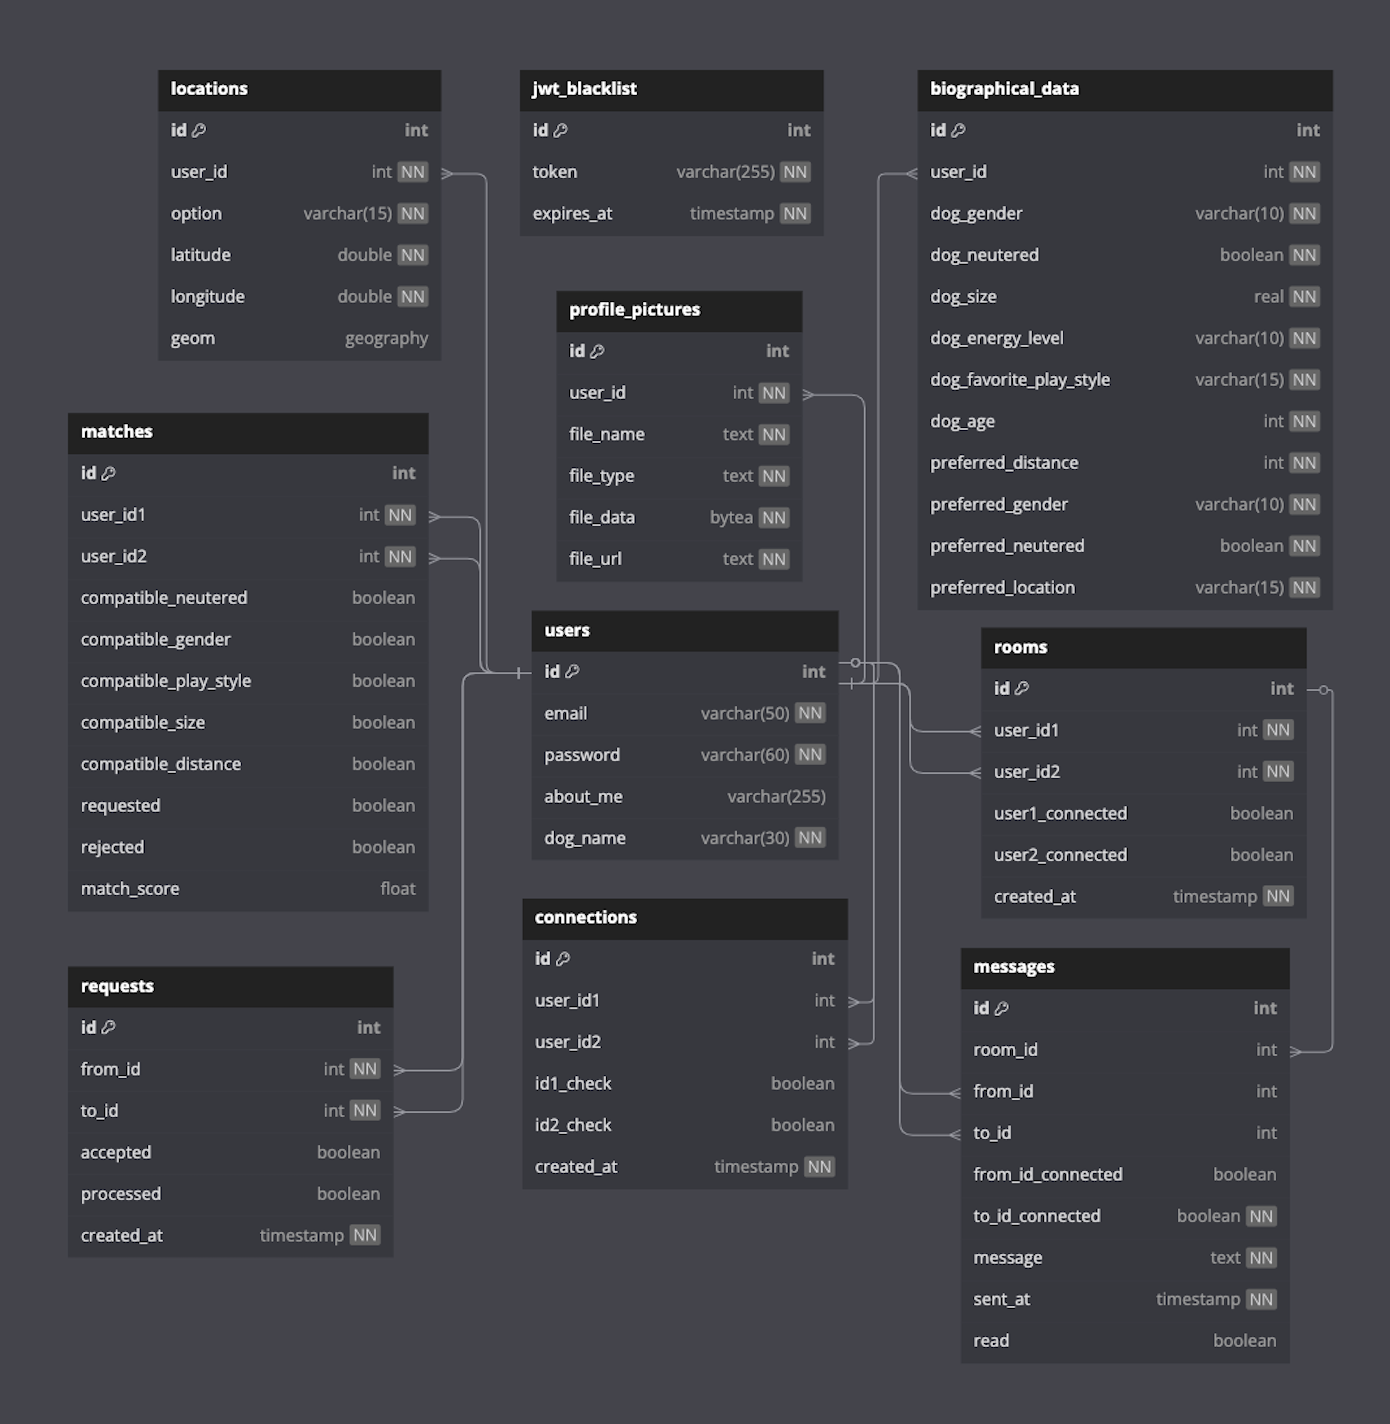 locations
id int
user_id int NN
option varchar(15) NN
latitude double NN
longitude double NN
geom geography
jwt_blacklist
id int
token varchar(255) NN
expires_at timestamp NN
biographical_data
id int
user_id int NN
dog_gender varchar(10) NN
dog_neutered boolean NN
dog_size real NN
dog_energy_level varchar(10) NN
dog_favorite_play_style varchar(15) NN
dog_age int NN
preferred_distance int NN
preferred_gender varchar(10) NN
preferred_neutered boolean NN
preferred_location varchar(15) NN
profile_pictures
id int
user_id int NN
file_name text NN
file_type text NN
file_data bytea NN
file_url text NN
matches
id int
user_id1 int NN
user_id2 int NN
compatible_neutered boolean
compatible_gender boolean
compatible_play_style boolean
compatible_size boolean
compatible_distance boolean
requested boolean
rejected boolean
match_score float
users
id int
email varchar(50) NN
password varchar(60) NN
about_me varchar(255)
dog_name varchar(30) NN
rooms
id int
user_id1 int NN
user_id2 int NN
user1_connected boolean
user2_connected boolean
created_at timestamp NN
requests
id int
from_id int NN
to_id int NN
accepted boolean
processed boolean
created_at timestamp NN
connections
id int
user_id1 int
user_id2 int
id1_check boolean
id2_check boolean
created_at timestamp NN
messages
id int
room_id int
from_id int
to_id int
from_id_connected boolean
to_id_connected boolean NN
message text NN
sent_at timestamp NN
read boolean